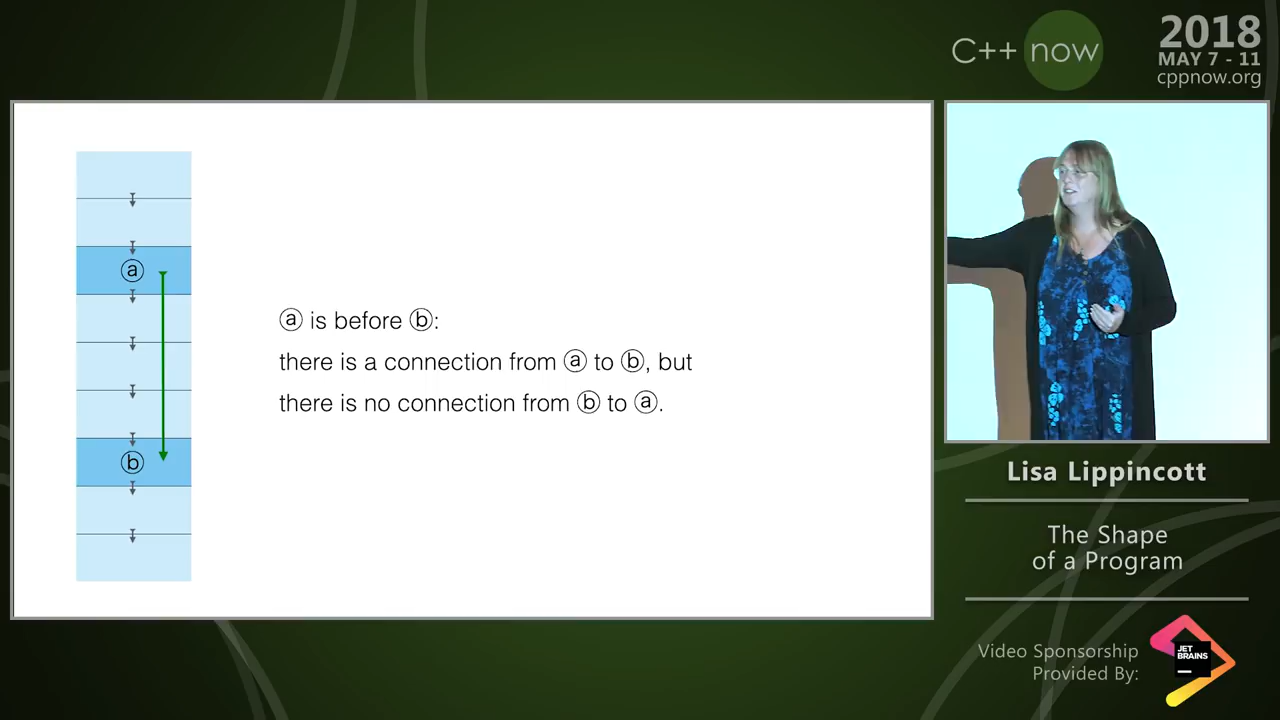 C++ now
2018
MAY 7 - 11
cppnow.org
ⓐ
ⓑ
ⓐ is before ⓑ:
there is a connection from ⓐ to ⓑ, but
there is no connection from ⓑ to ⓐ.
Lisa Lippincott
The Shape
of a Program
Video Sponsorship
Provided By:
JET
BRAINS